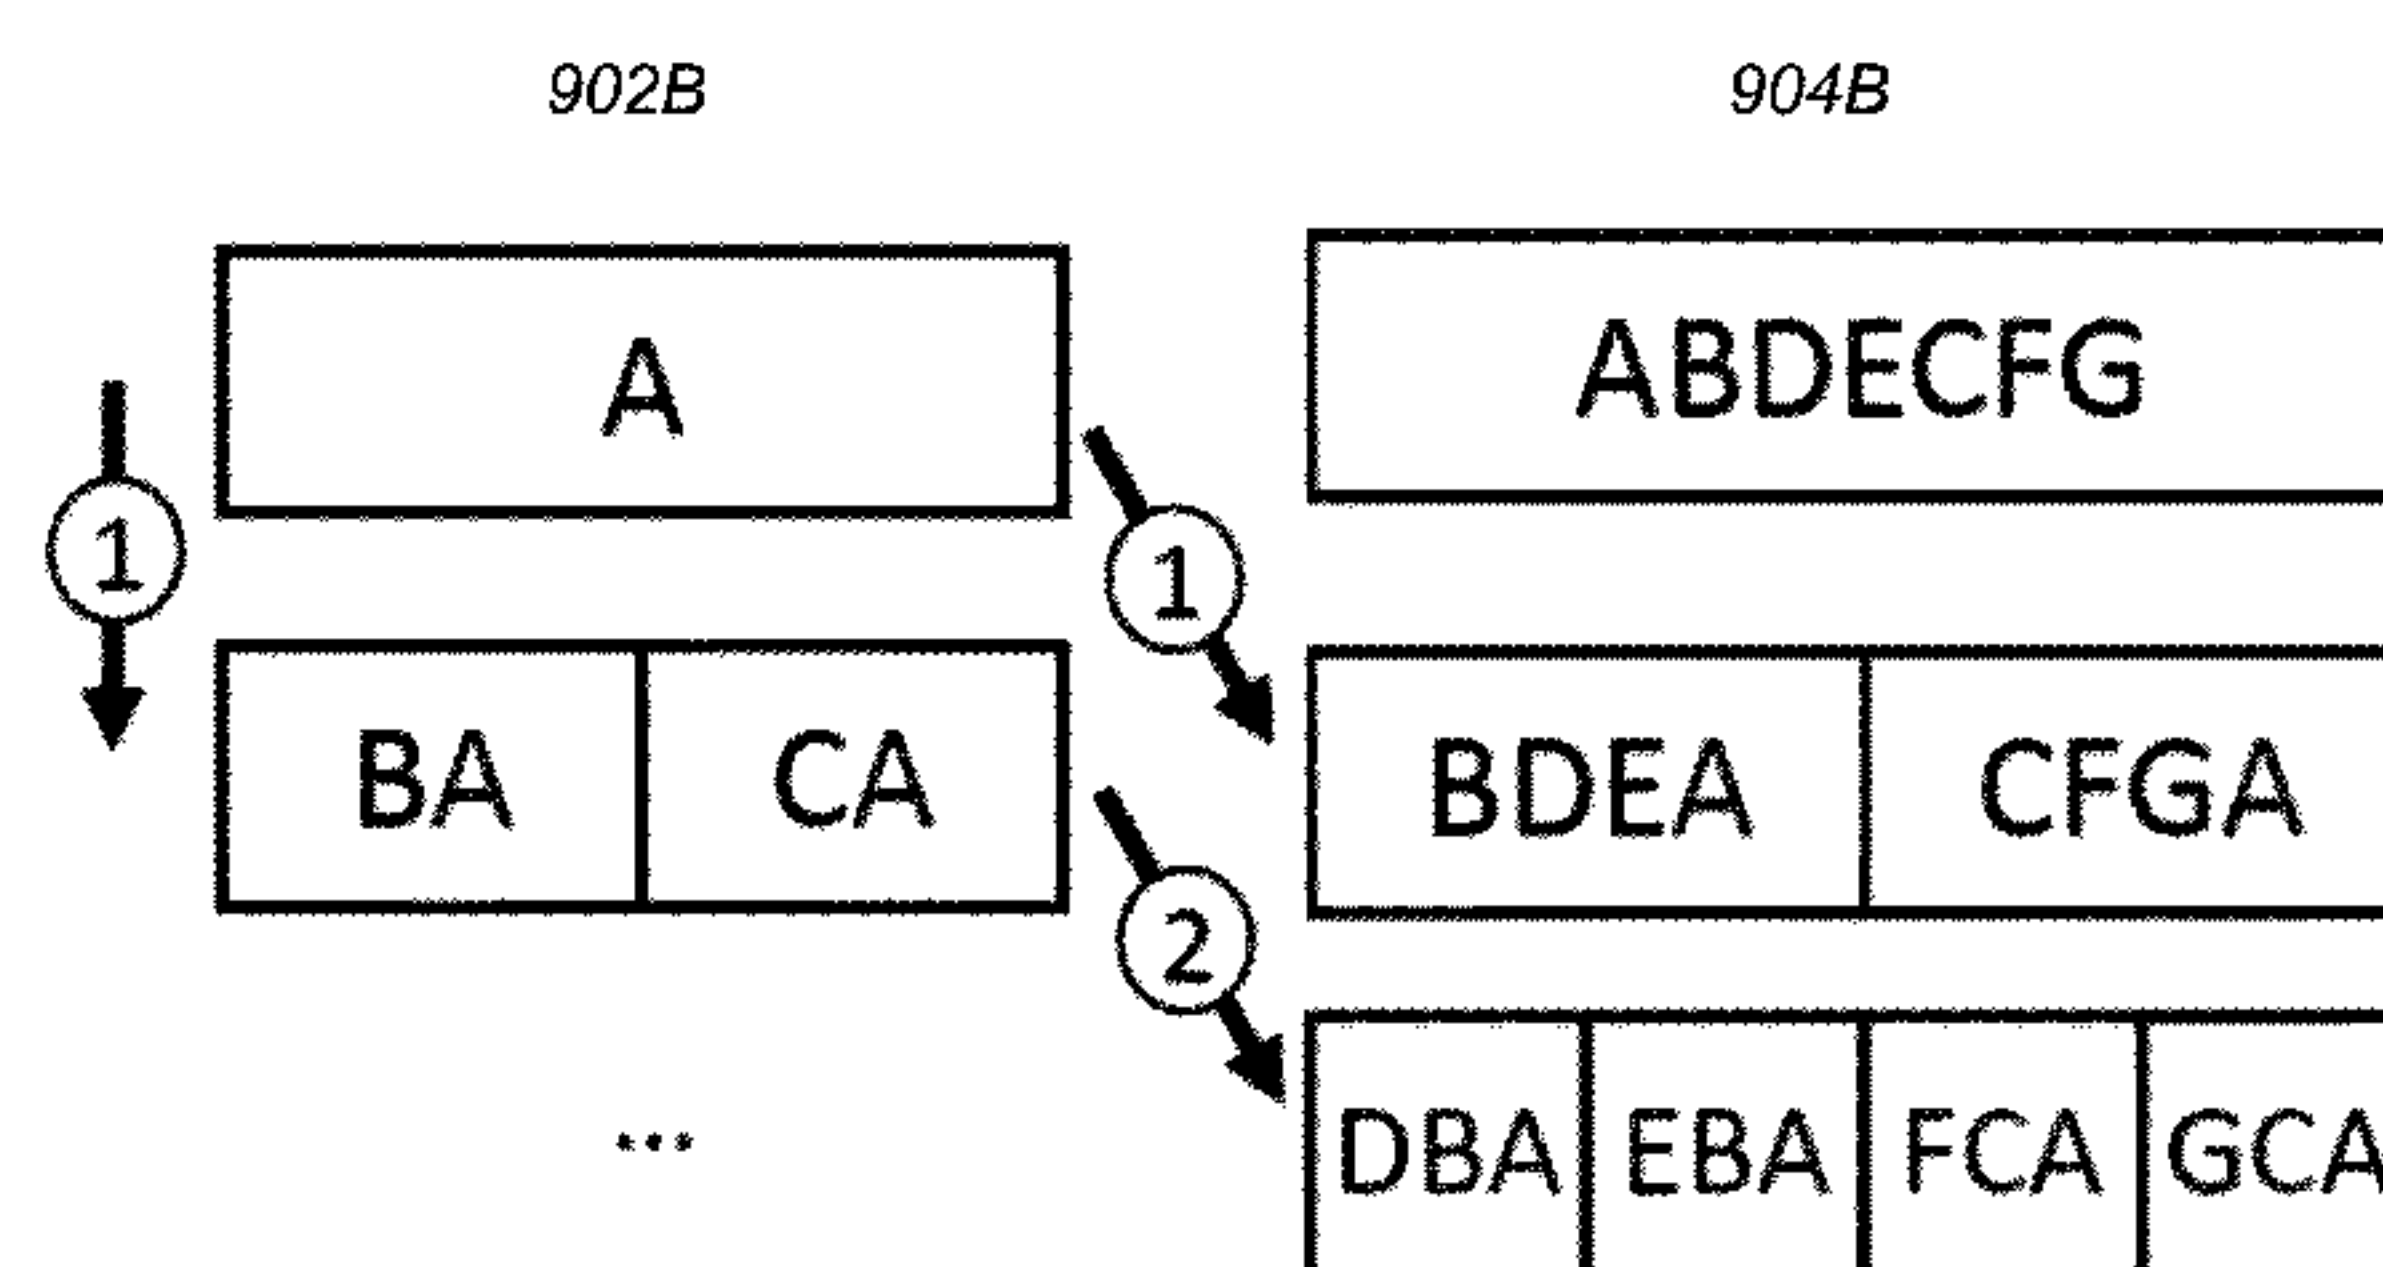 902B 904B
A ABDECFG
1 1
BA CA BDEA CFGA
2
... DBA EBA FCA GCA